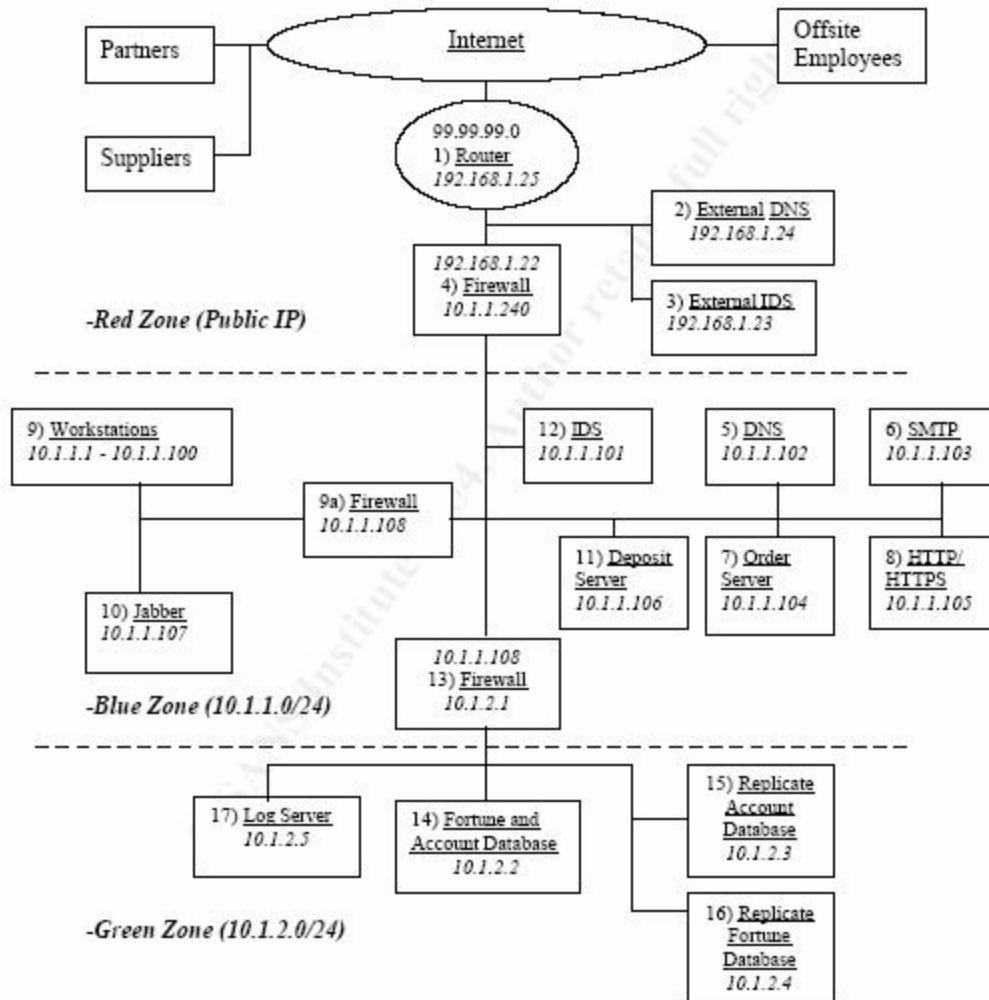 Partners
Internet
Offsite
Employees
Suppliers
99.99.99.0
1) Router
192.168.1.25
2) External DNS
192.168.1.24
192.168.1.22
4) Firewall
10.1.1.240
3) External IDS
192.168.1.23
-Red Zone (Public IP)
9) Workstations
10.1.1.1 - 10.1.1.100
12) IDS
10.1.1.101
5) DNS
10.1.1.102
6) SMTP
10.1.1.103
9a) Firewall
10.1.1.108
11) Deposit
Server
10.1.1.106
7) Order
Server
10.1.1.104
8) HTTP/
HTTPS
10.1.1.105
10) Jabber
10.1.1.107
10.1.1.108
13) Firewall
10.1.2.1
-Blue Zone (10.1.1.0/24)
17) Log Server
10.1.2.5
14) Fortune and
Account Database
10.1.2.2
15) Replicate
Account
Database
10.1.2.3
16) Replicate
Fortune
Database
10.1.2.4
-Green Zone (10.1.2.0/24)
SANS Institute
4, Author retains full righ